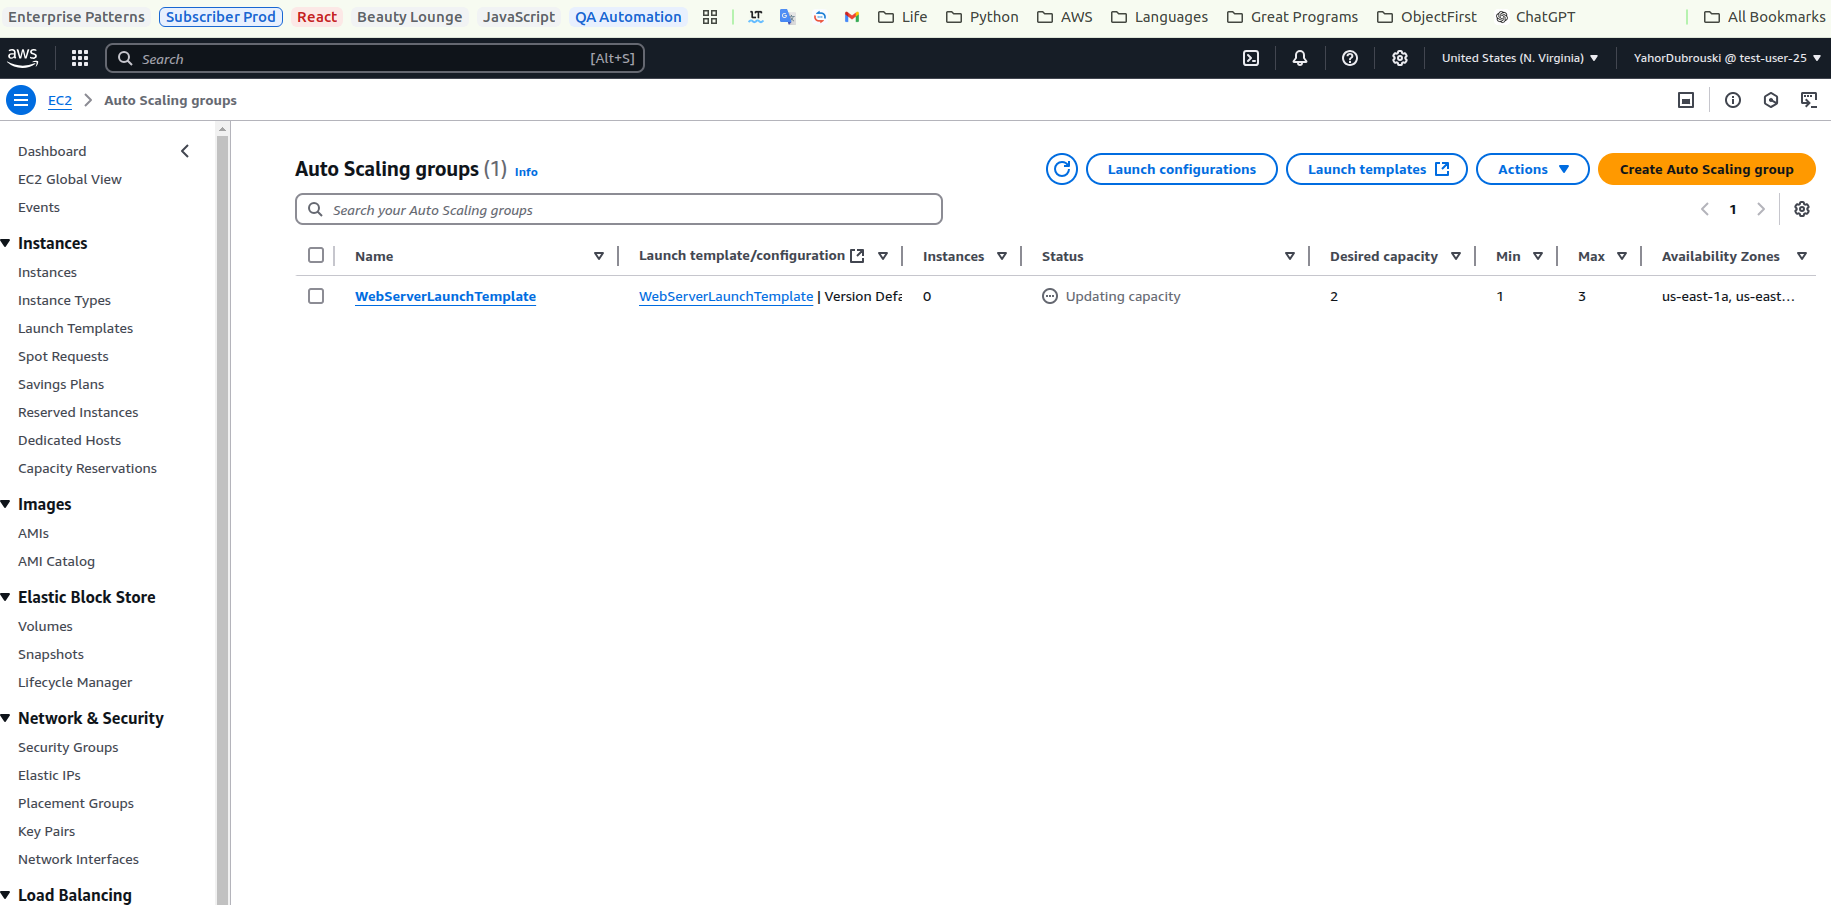 Enterprise Patterns Subscriber Prod React Beauty Lounge JavaScript QA Automation LT Life Python AWS Languages Great Programs ObjectFirst ChatGPT All Bookmarks
aws Search [Alt+S] United States (N. Virginia) YahorDubrouski @ test-user-25
EC2 Auto Scaling groups
Dashboard
EC2 Global View
Events
Instances
Instances
Instance Types
Launch Templates
Spot Requests
Savings Plans
Reserved Instances
Dedicated Hosts
Capacity Reservations
Images
AMIs
AMI Catalog
Elastic Block Store
Volumes
Snapshots
Lifecycle Manager
Network & Security
Security Groups
Elastic IPs
Placement Groups
Key Pairs
Network Interfaces
Load Balancing
Auto Scaling groups (1) Info Launch configurations Launch templates Actions Create Auto Scaling group
Search your Auto Scaling groups 1
Name Launch template/configuration Instances Status Desired capacity Min Max Availability Zones
WebServerLaunchTemplate WebServerLaunchTemplate | Version Defa 0 Updating capacity 2 1 3 us-east-1a, us-east...